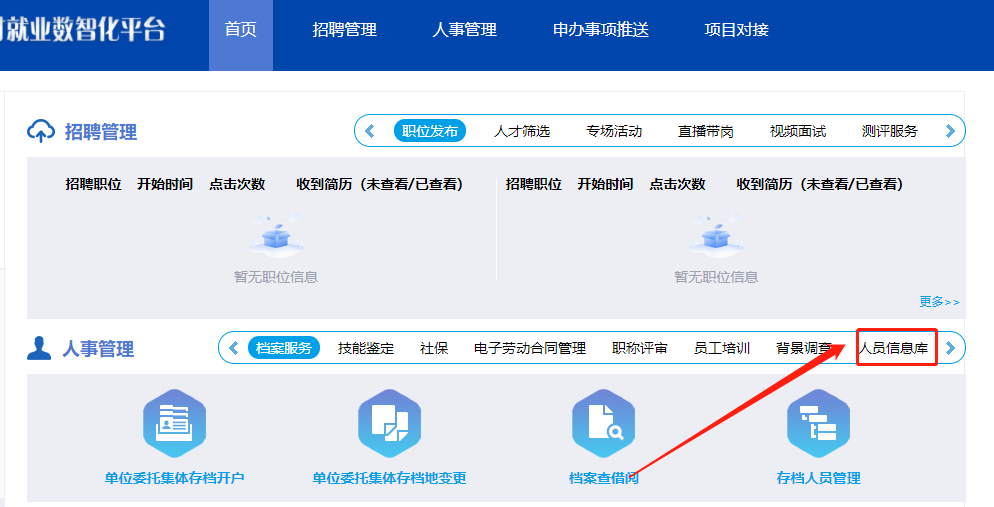 就业数智化平台 首页 招聘管理 人事管理 申办事项推送 项目对接
招聘管理 职位发布 人才筛选 专场活动 直播带岗 视频面试 测评服务
招聘职位 开始时间 点击次数 收到简历（未查看/已查看） 招聘职位 开始时间 点击次数 收到简历（未查看/已查看）
暂无职位信息 暂无职位信息
更多>>
人事管理 档案服务 技能鉴定 社保 电子劳动合同管理 职称评审 员工培训 背景调查 人员信息库
单位委托集体存档开户 单位委托集体存档地变更 档案查借阅 存档人员管理